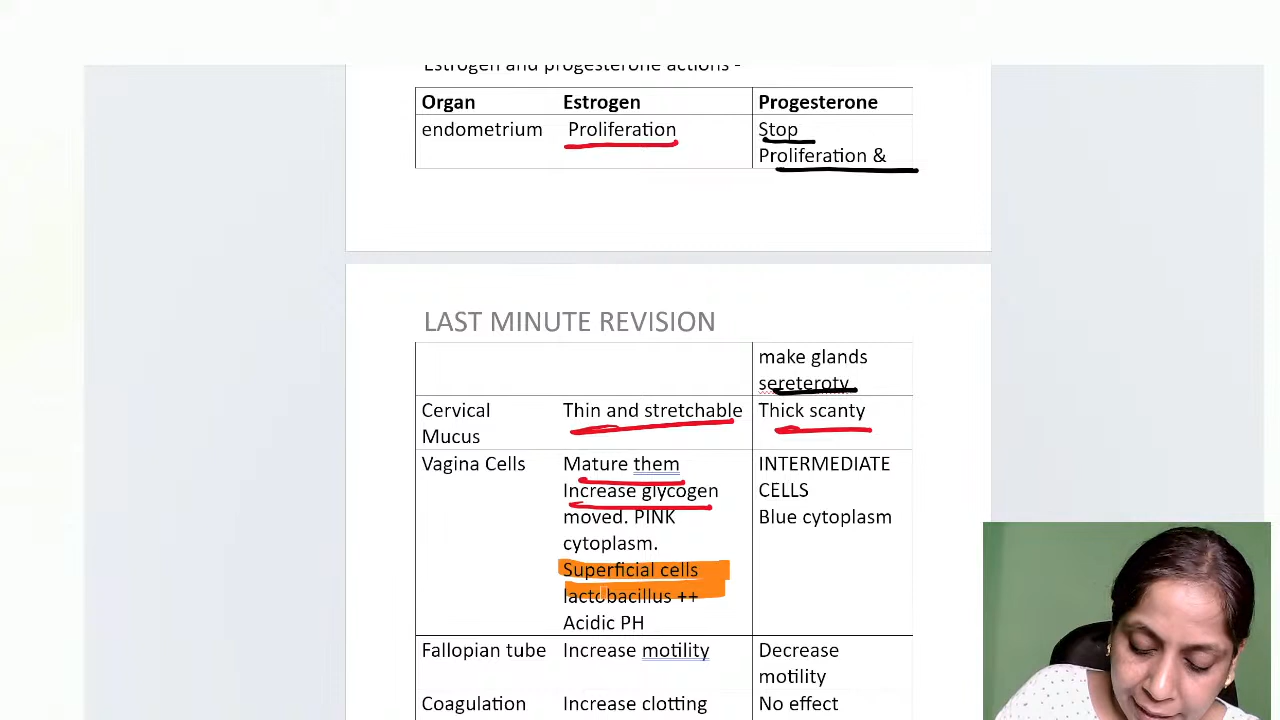 Estrogen and progesterone actions -
Organ Estrogen Progesterone
endometrium Proliferation Stop
Proliferation &
LAST MINUTE REVISION
make glands
sereteroty
Cervical Thin and stretchable Thick scanty
Mucus
Vagina Cells Mature them INTERMEDIATE
Increase glycogen CELLS
moved. PINK Blue cytoplasm
cytoplasm.
Superficial cells
lactobacillus ++
Acidic PH
Fallopian tube Increase motility Decrease
motility
Coagulation Increase clotting No effect